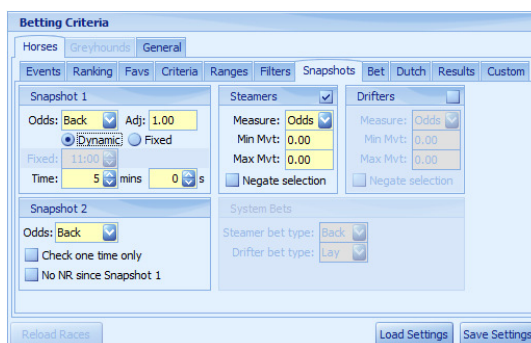 Betting Criteria
Horses Greyhounds General
Events Ranking Favs Criteria Ranges Filters Snapshots Bet Dutch Results Custom
Snapshot 1
Odds: Back Adj: 1.00
Dynamic Fixed
Fixed: 11:00
Time: 5 mins 0 s
Steamers
Measure: Odds
Min Mvt: 0.00
Max Mvt: 0.00
Negate selection
Drifters
Measure: Odds
Min Mvt: 0.00
Max Mvt: 0.00
Negate selection
Snapshot 2
Odds: Back
Check one time only
No NR since Snapshot 1
System Bets
Steamer bet type: Back
Drifter bet type: Lay
Reload Races Load Settings Save Settings